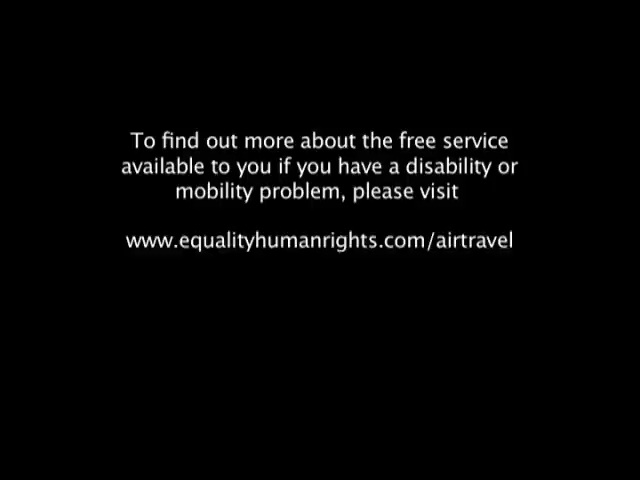 To find out more about the free service
available to you if you have a disability or
mobility problem, please visit
www.equalityhumanrights.com/airtravel